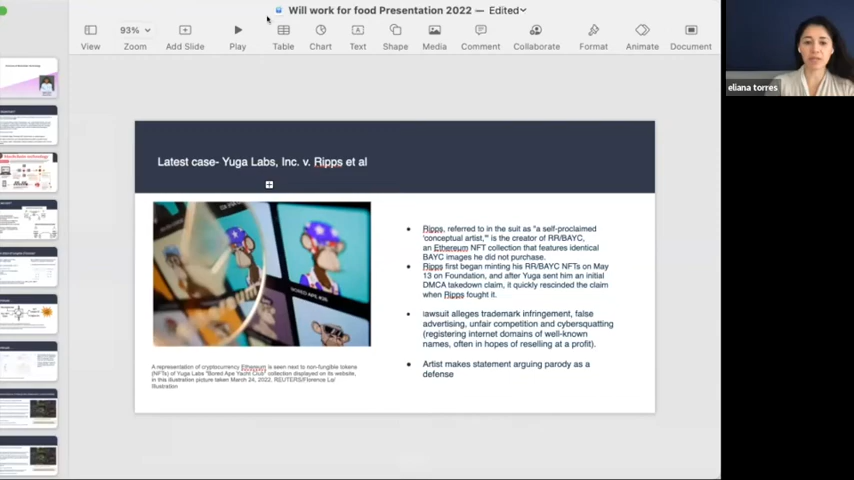 Will work for food Presentation 2022 — Edited
93%
View
Zoom
Add Slide
Play
Table
Chart
Text
Shape
Media
Comment
Collaborate
Format
Animate
Document
eliana torres
Latest case- Yuga Labs, Inc. v. Ripps et al
BORED APE #
A representation of cryptocurrency Ethereum is seen next to non-fungible tokens
(NFTs) of Yuga Labs "Bored Ape Yacht Club" collection displayed on its website,
in this illustration picture taken March 24, 2022. REUTERS/Florence Lo/
Illustration
• Ripps, referred to in the suit as "a self-proclaimed
'conceptual artist,'" is the creator of RR/BAYC,
an Ethereum NFT collection that features identical
BAYC images he did not purchase.
• Ripps first began minting his RR/BAYC NFTs on May
13 on Foundation, and after Yuga sent him an initial
DMCA takedown claim, it quickly rescinded the claim
when Ripps fought it.
• lawsuit alleges trademark infringement, false
advertising, unfair competition and cybersquatting
(registering internet domains of well-known
names, often in hopes of reselling at a profit).
• Artist makes statement arguing parody as a
defense